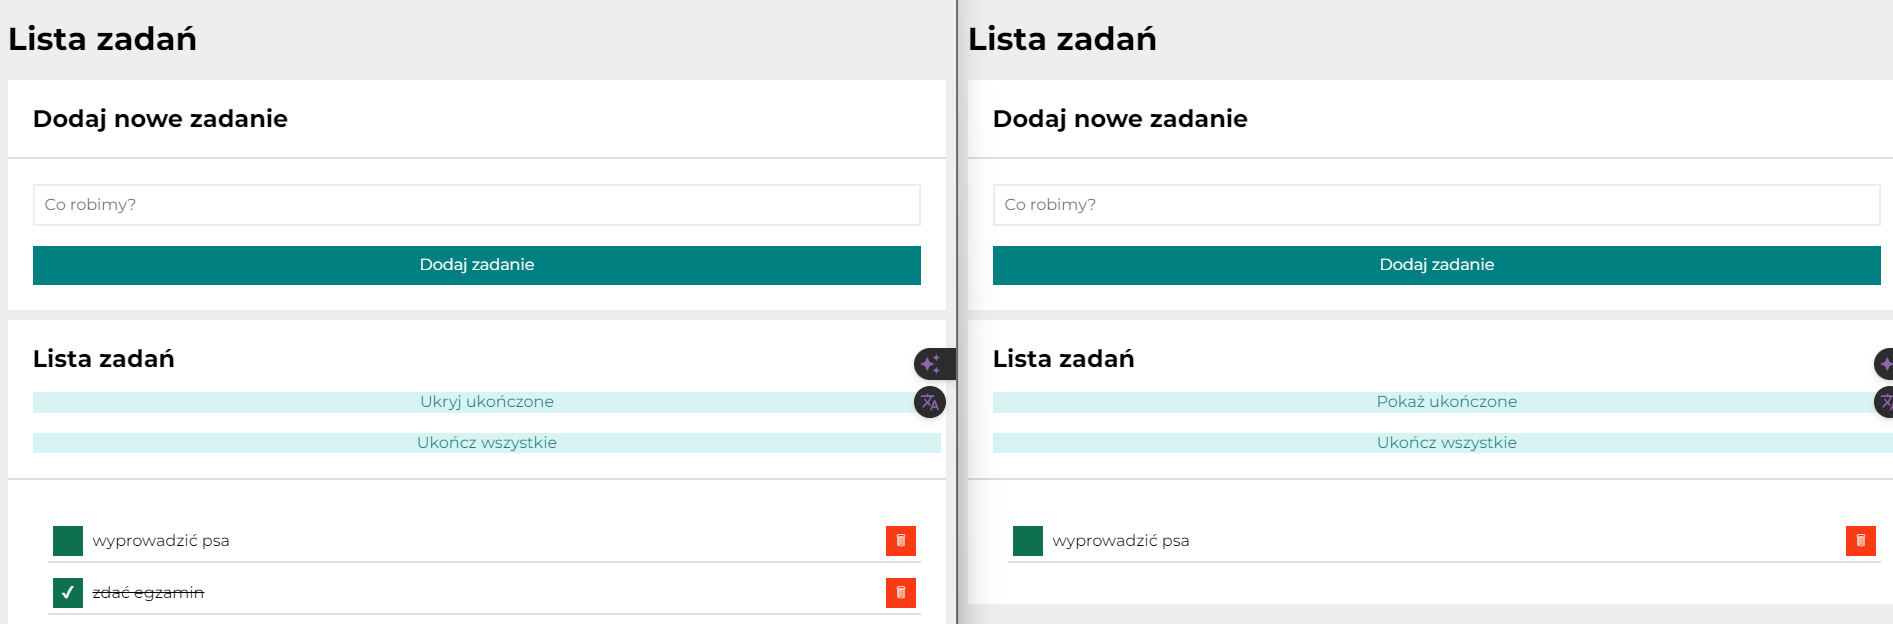 Lista zadań
Dodaj nowe zadanie
Co robimy?
Dodaj zadanie
Lista zadań
Ukryj ukończone
Ukończ wszystkie
wyprowadzić psa
zdać egzamin
Lista zadań
Dodaj nowe zadanie
Co robimy?
Dodaj zadanie
Lista zadań
Pokaż ukończone
Ukończ wszystkie
wyprowadzić psa